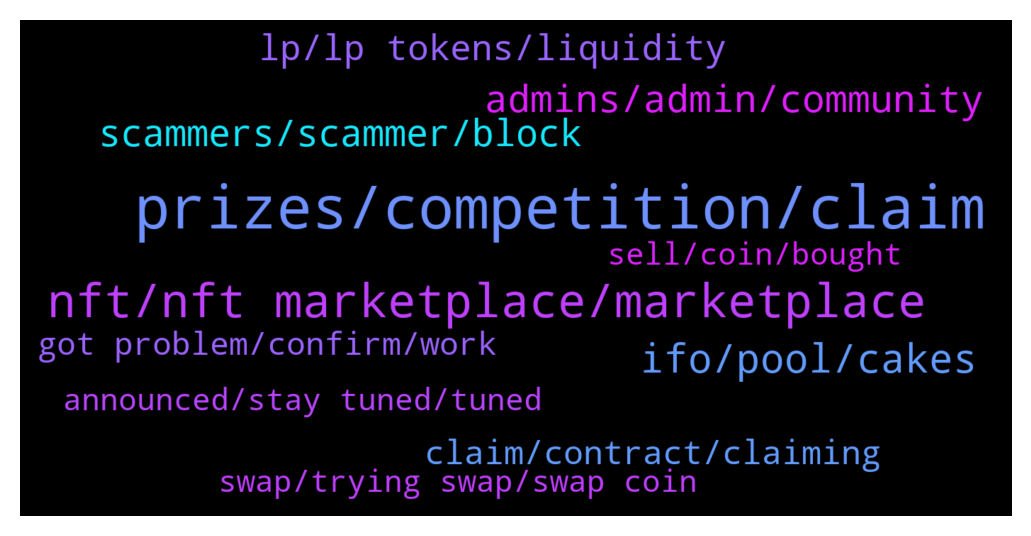 lp/lp tokens/liquidity
admins/admin/community
scammers/scammer/block
prizes/competition/claim
sell/coin/bought
nft/nft marketplace/marketplace
got problem/confirm/work
ifo/pool/cakes
announced/stay tuned/tuned
claim/contract/claiming
swap/trying swap/swap coin